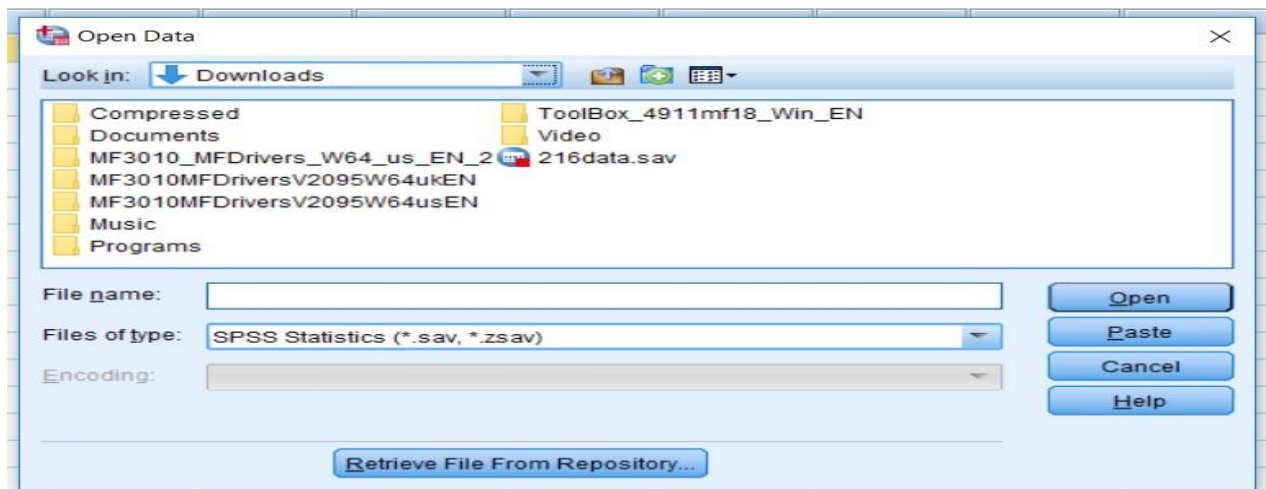 Open Data
Look in: Downloads
Compressed
Documents
MF3010_MFDrivers_W64_us_EN_2
MF3010MFDriversV2095W64ukEN
MF3010MFDriversV2095W64usEN
Music
Programs
ToolBox_4911mf18_Win_EN
Video
216data.sav
File name:
Open
Files of type: SPSS Statistics (*.sav, *.zsav)
Paste
Encoding:
Cancel
Help
Retrieve File From Repository...